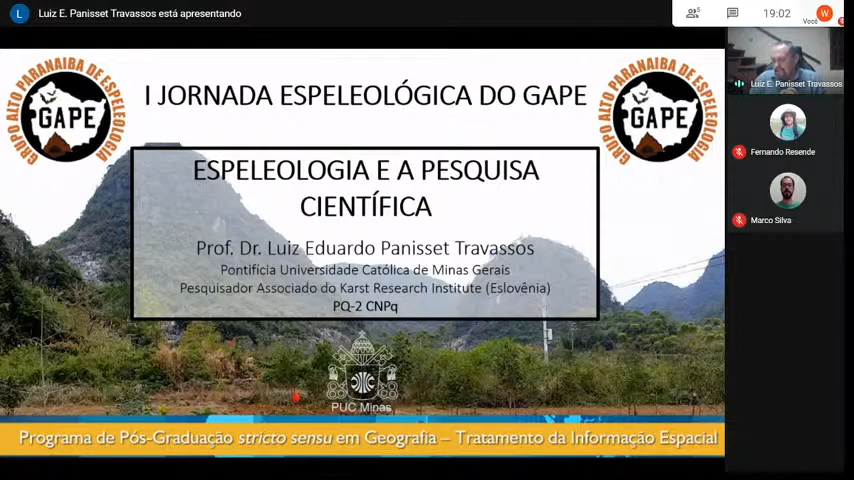 L
Luiz E. Panisset Travassos está apresentando
5
19:02
Você
W
GRUPO ALTO PARANAIBA DE ESPELEOLOGIA
GAPE
I JORNADA ESPELEOLÓGICA DO GAPE
GRUPO ALTO PARANAIBA DE ESPELEOLOGIA
GAPE
Luiz E. Panisset Travassos
Fernando Resende
Marco Silva
ESPELEOLOGIA E A PESQUISA
CIENTÍFICA
Prof. Dr. Luiz Eduardo Panisset Travassos
Pontifícia Universidade Católica de Minas Gerais
Pesquisador Associado do Karst Research Institute (Eslovênia)
PQ-2 CNPq
PUC Minas
Programa de Pós-Graduação stricto sensu em Geografia – Tratamento da Informação Espacial